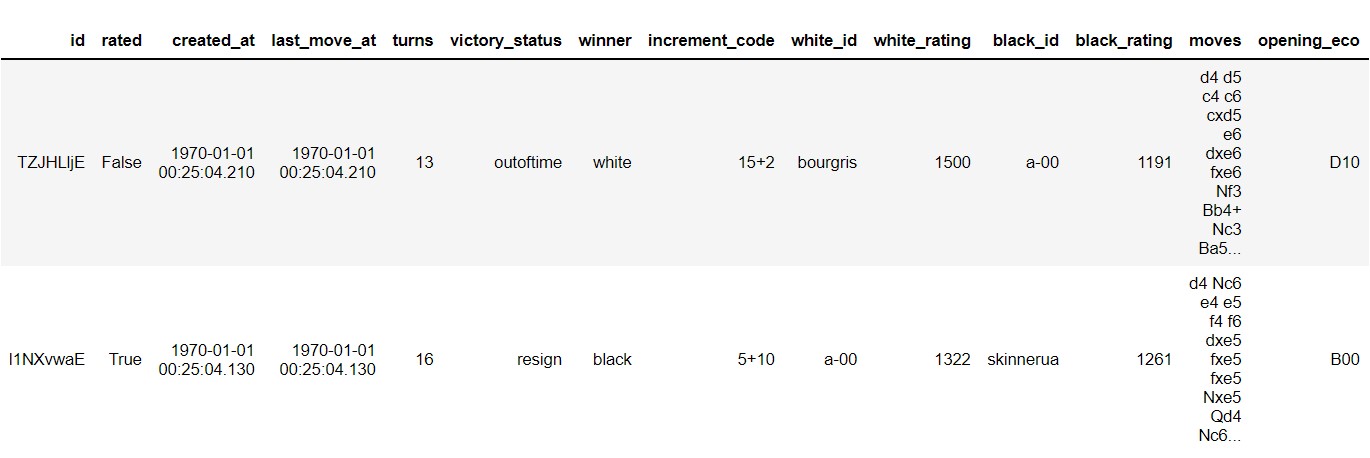 id rated created_at last_move_at turns victory_status winner increment_code white_id white_rating black_id black_rating moves opening_eco
d4 d5
c4 c6
cxd5
e6
1970-01-01 1970-01-01 dxe6
TZJHLljE False 13 outoftime white 15+2 bourgris 1500 a-00 1191 D10
00:25:04.210 00:25:04.210 fxe6
Nf3
Bb4+
Nc3
Ba5...
d4 Nc6
e4 e5
f4 f6
1970-01-01 1970-01-01 dxe5
l1NXvwaE True 16 resign black 5+10 a-00 1322 skinnerua 1261 B00
00:25:04.130 00:25:04.130 fxe5
fxe5
Nxe5
Qd4
Nc6...